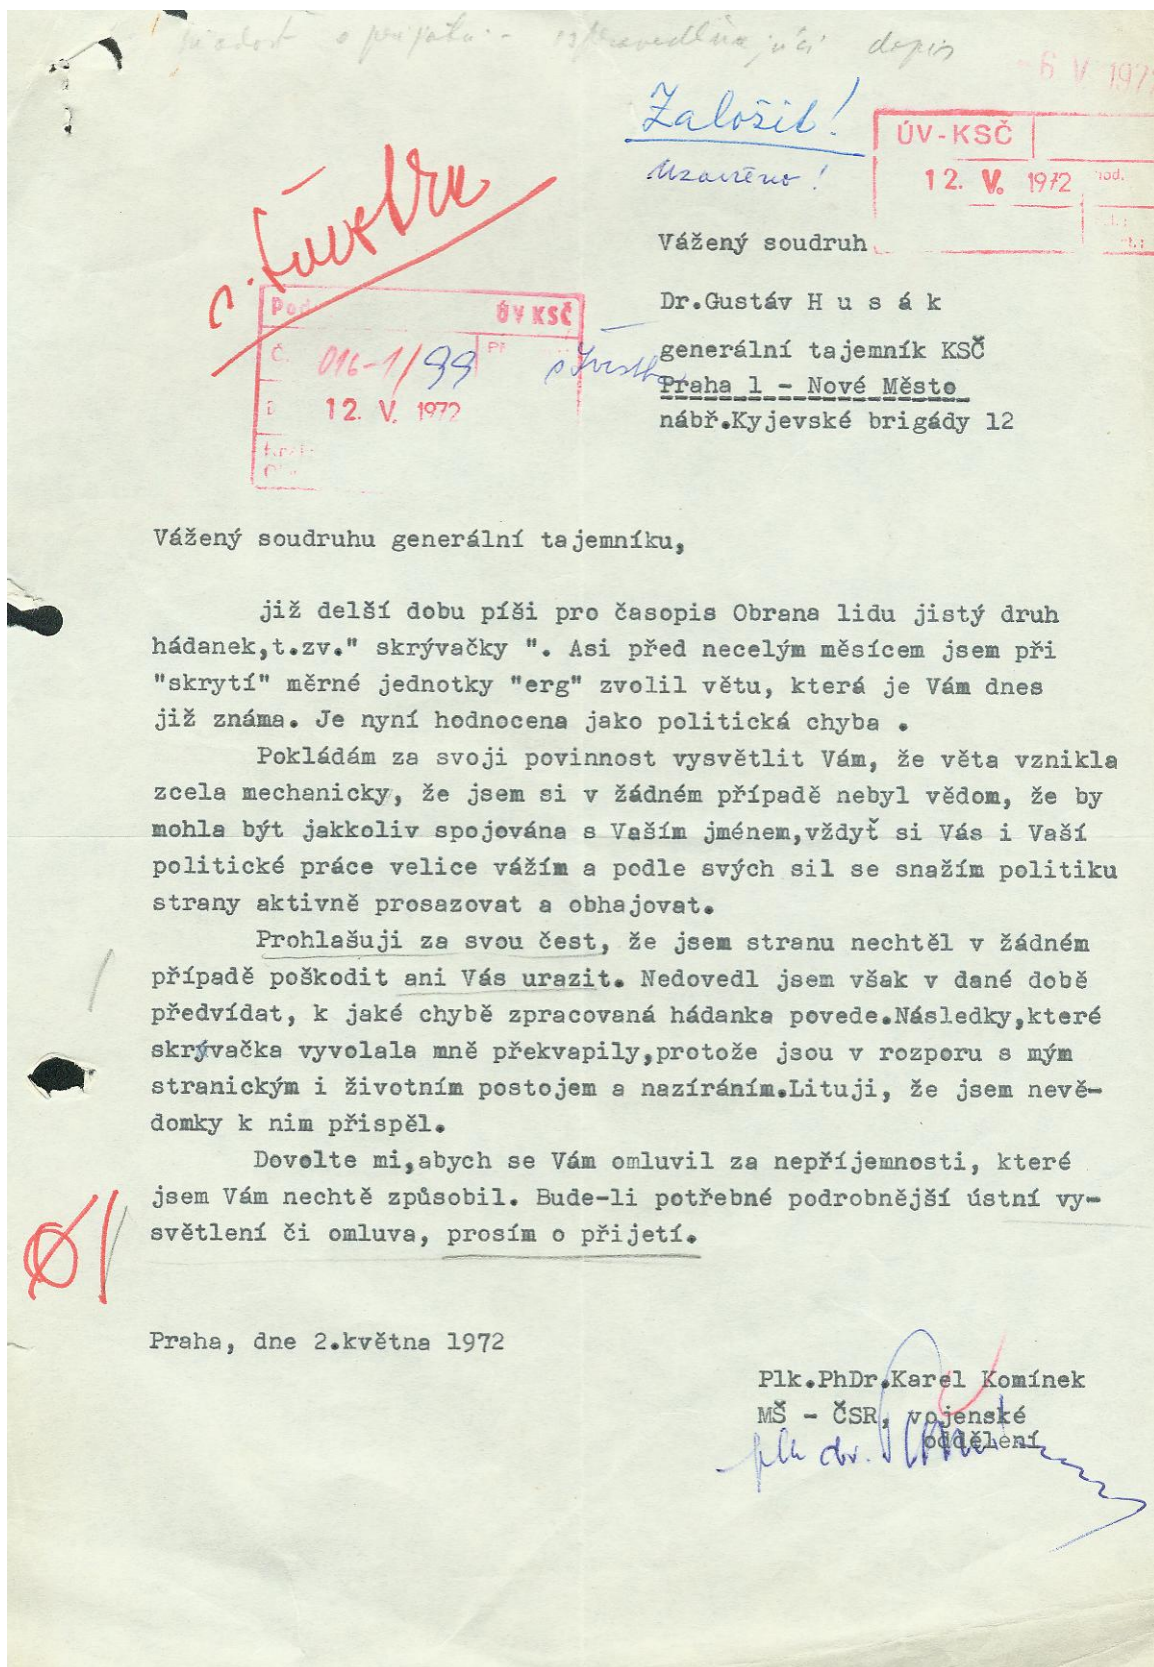 žiadosť o prijatie - ospravedlňujúci dopis
- 6 V. 197
Založit!
Uzavřeno!
ÚV-KSČ
12. V. 1972
Vážený soudruh
Dr.Gustáv H u s á k
generální tajemník KSČ
Praha 1 - Nové Město
nábř.Kyjevské brigády 12
Pod ÚV KSČ
Č. 016-1/99 Př
12. V. 1972
Vážený soudruhu generální tajemníku,
již delší dobu píši pro časopis Obrana lidu jistý druh
hádanek,t.zv." skrývačky ". Asi před necelým měsícem jsem při
"skrytí" měrné jednotky "erg" zvolil větu, která je Vám dnes
již známa. Je nyní hodnocena jako politická chyba .
Pokládám za svoji povinnost vysvětlit Vám, že věta vznikla
zcela mechanicky, že jsem si v žádném případě nebyl vědom, že by
mohla být jakkoliv spojována s Vaším jménem,vždyť si Vás i Vaší
politické práce velice vážím a podle svých sil se snažím politiku
strany aktivně prosazovat a obhajovat.
Prohlašuji za svou čest, že jsem stranu nechtěl v žádném
případě poškodit ani Vás urazit. Nedovedl jsem však v dané době
předvídat, k jaké chybě zpracovaná hádanka povede.Následky,které
skrývačka vyvolala mně překvapily,protože jsou v rozporu s mým
stranickým i životním postojem a nazíráním.Lituji, že jsem nevě-
domky k nim přispěl.
Dovolte mi,abych se Vám omluvil za nepříjemnosti, které
jsem Vám nechtě způsobil. Bude-li potřebné podrobnější ústní vy-
světlení či omluva, prosím o přijetí.
Praha, dne 2.května 1972
Plk.PhDr.Karel Komínek
MŠ - ČSR, vojenské
oddělení
plk dr.